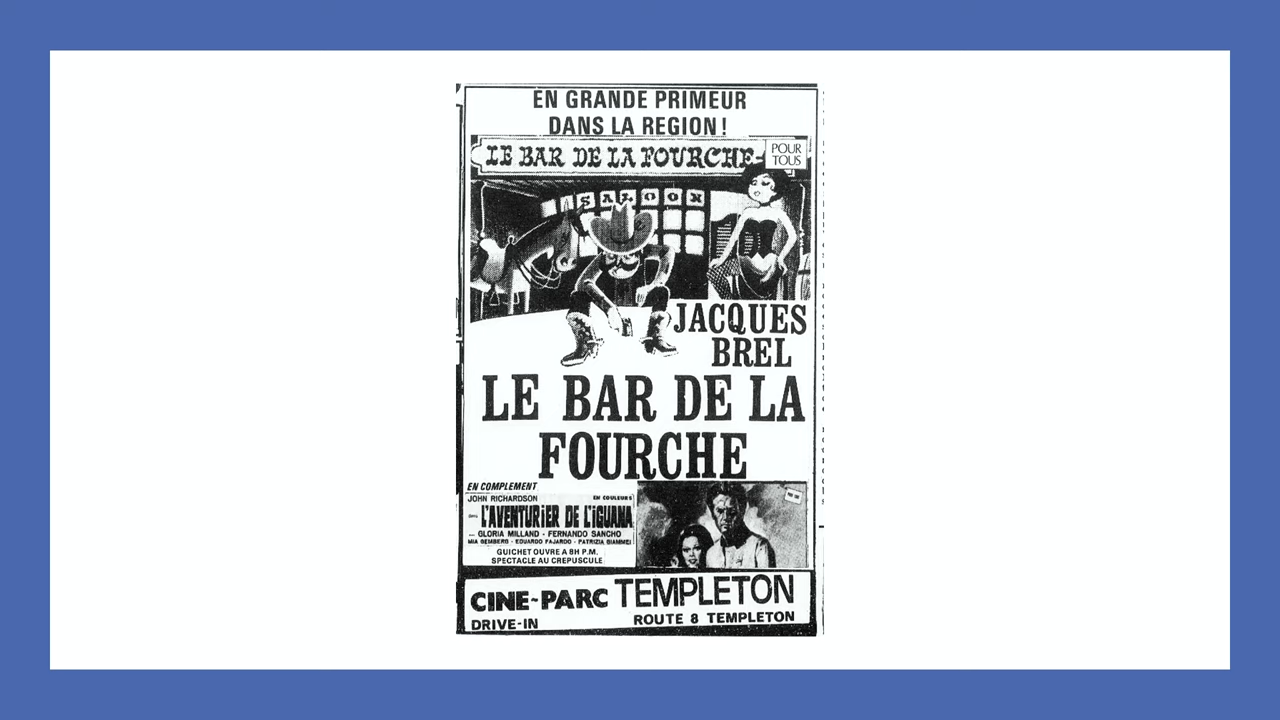 EN GRANDE PRIMEUR
DANS LA REGION!
LE BAR DE LA FOURCHE
POUR
TOUS
SALOON
JACQUES
BREL
LE BAR DE LA
FOURCHE
EN COMPLEMENT
JOHN RICHARDSON
EN COULEURS
L'AVENTURIER DE L'IGUANA
GLORIA MILLAND - FERNANDO SANCHO
MIA GEMBERG - EDUARDO FAJARDO - PATRIZIA GIAMMEI
GUICHET OUVRE A 8H P.M.
SPECTACLE AU CREPUSCULE
CINE-PARC TEMPLETON
DRIVE-IN
ROUTE 8 TEMPLETON